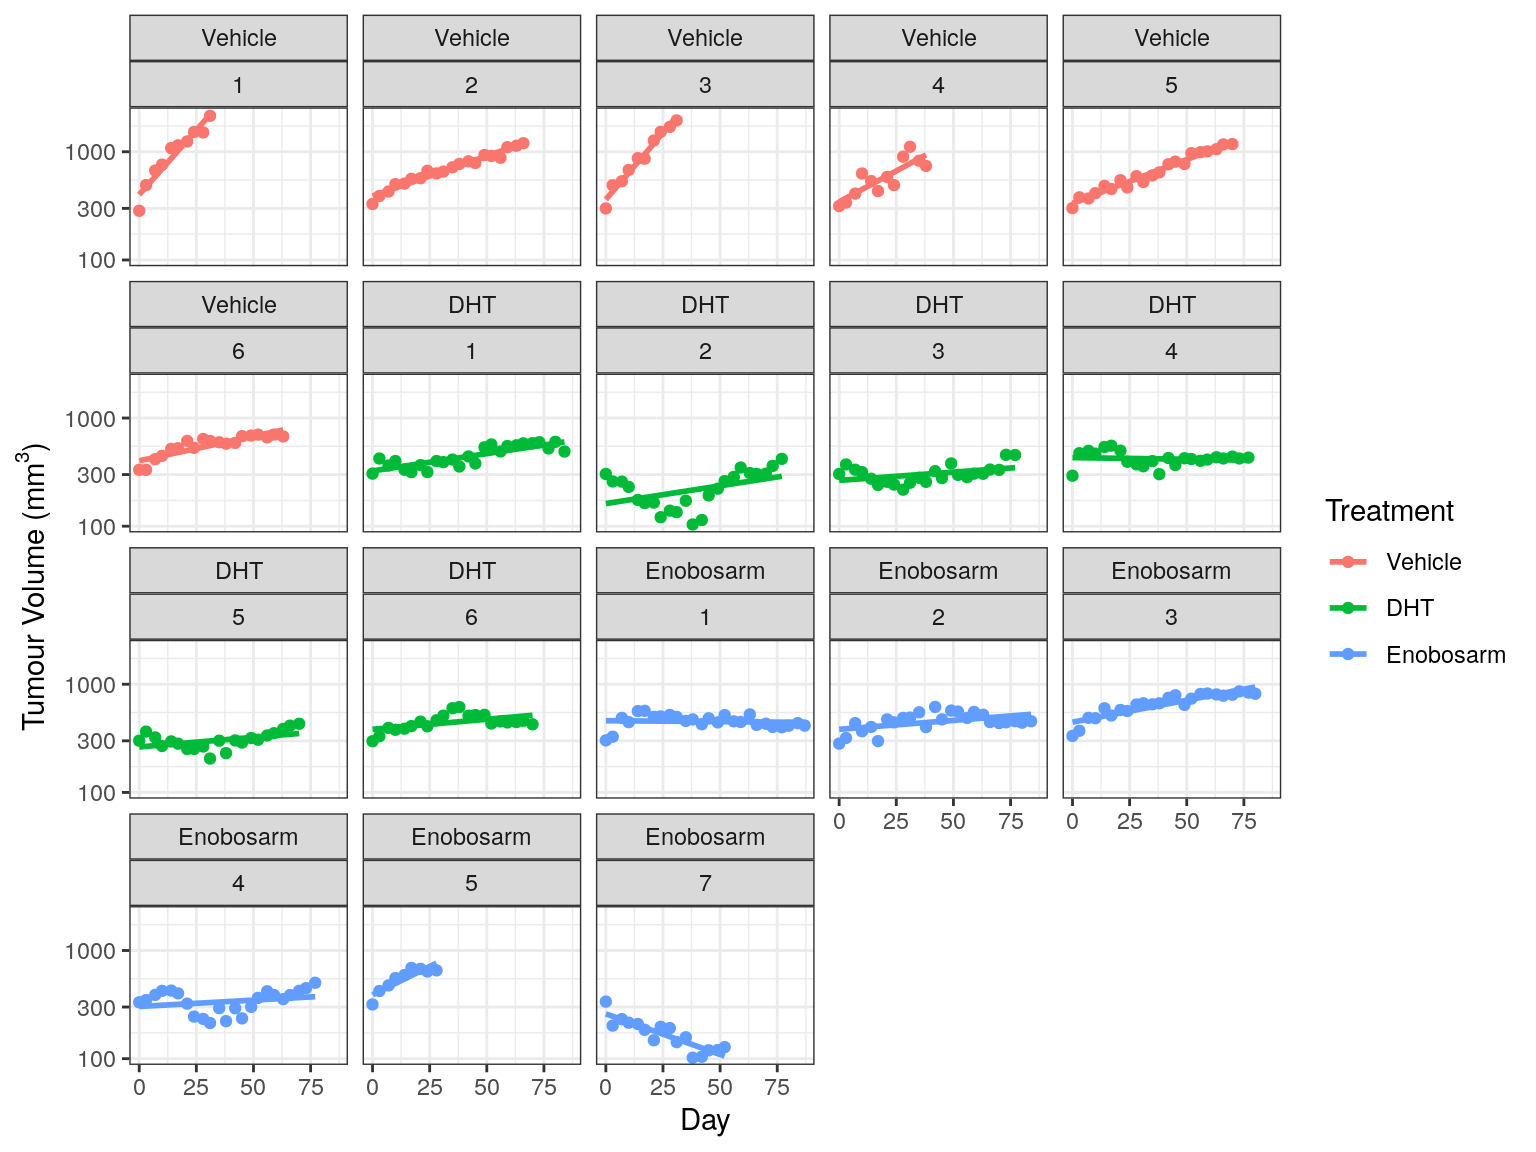 Vehicle Vehicle Vehicle Vehicle Vehicle
1 2 3 4 5
1000
300
100
Vehicle DHT DHT DHT DHT
6 1 2 3 4
1000
300
100
DHT DHT Enobosarm Enobosarm Enobosarm
5 6 1 2 3
1000
300
100
0 25 50 75 0 25 50 75
Enobosarm Enobosarm Enobosarm
4 5 7
1000
300
100
0 25 50 75 0 25 50 75 0 25 50 75
Day
Tumour Volume (mm³)
Treatment
Vehicle
DHT
Enobosarm